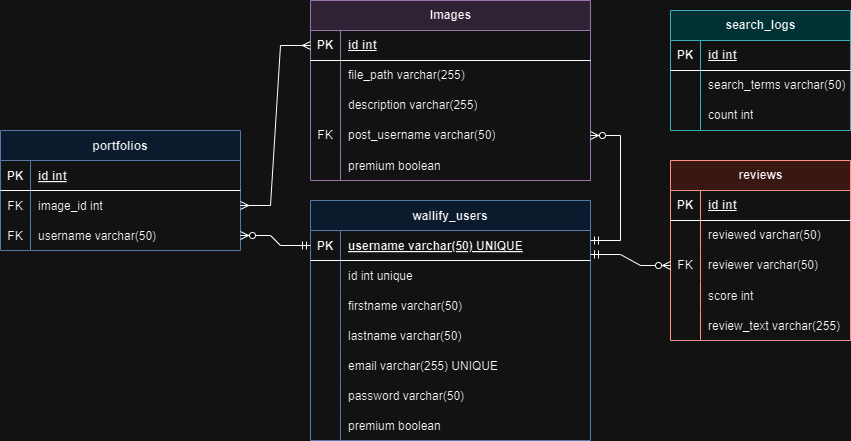 Images
PK id int
file_path varchar(255)
description varchar(255)
FK post_username varchar(50)
premium boolean
search_logs
PK id int
search_terms varchar(50)
count int
portfolios
PK id int
FK image_id int
FK username varchar(50)
wallify_users
PK username varchar(50) UNIQUE
id int unique
firstname varchar(50)
lastname varchar(50)
email varchar(255) UNIQUE
password varchar(50)
premium boolean
reviews
PK id int
reviewed varchar(50)
FK reviewer varchar(50)
score int
review_text varchar(255)